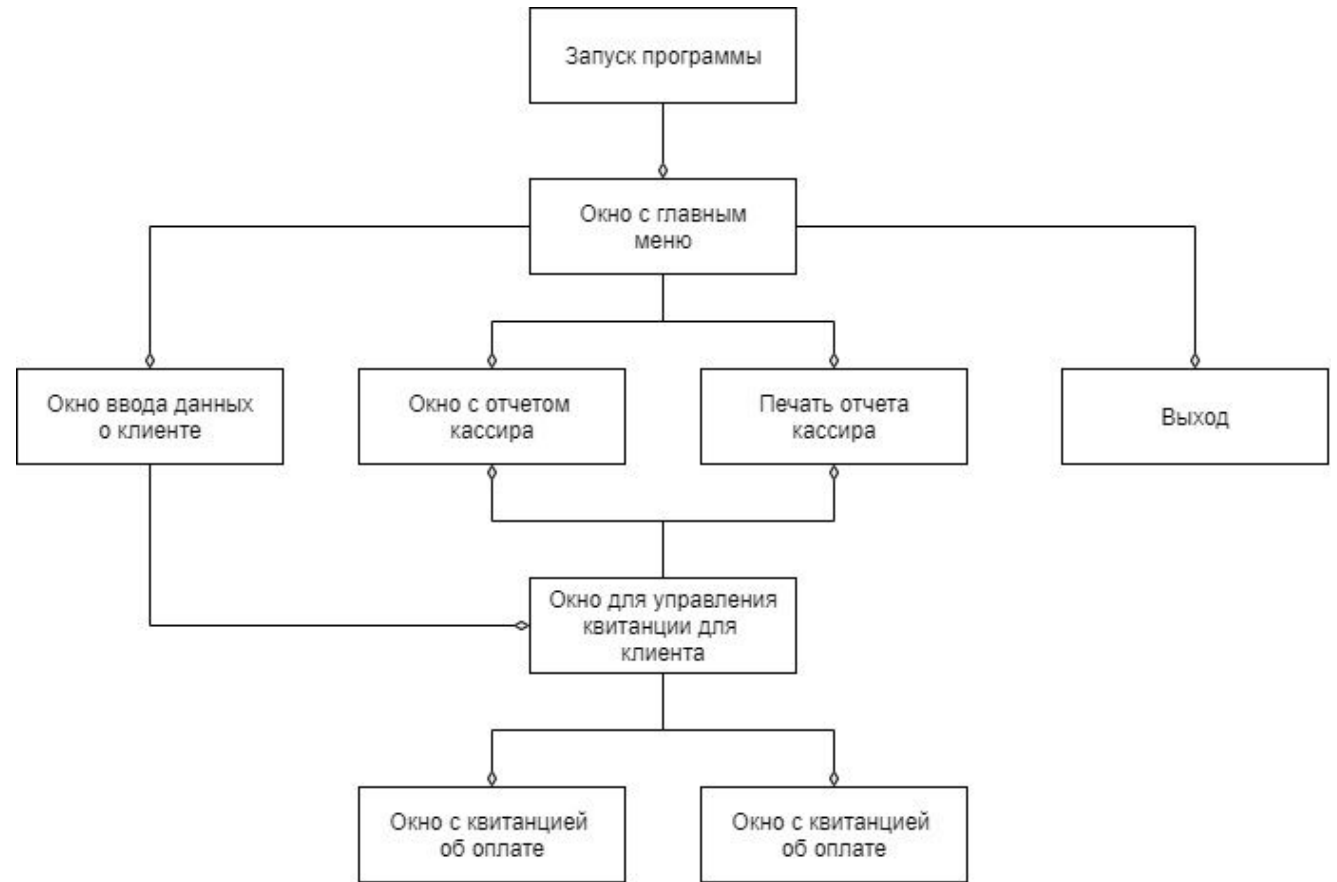 Запуск программы
Окно с главным
меню
Окно ввода данных
о клиенте
Окно с отчетом
кассира
Печать отчета
кассира
Выход
Окно для управления
квитанции для
клиента
Окно с квитанцией
об оплате
Окно с квитанцией
об оплате